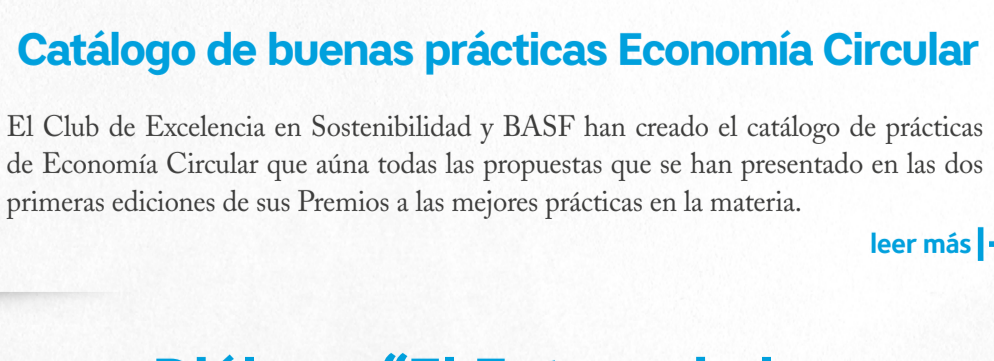 Catálogo de buenas prácticas Economía Circular
El Club de Excelencia en Sostenibilidad y BASF han creado el catálogo de prácticas
de Economía Circular que aúna todas las propuestas que se han presentado en las dos
primeras ediciones de sus Premios a las mejores prácticas en la materia.
leer más